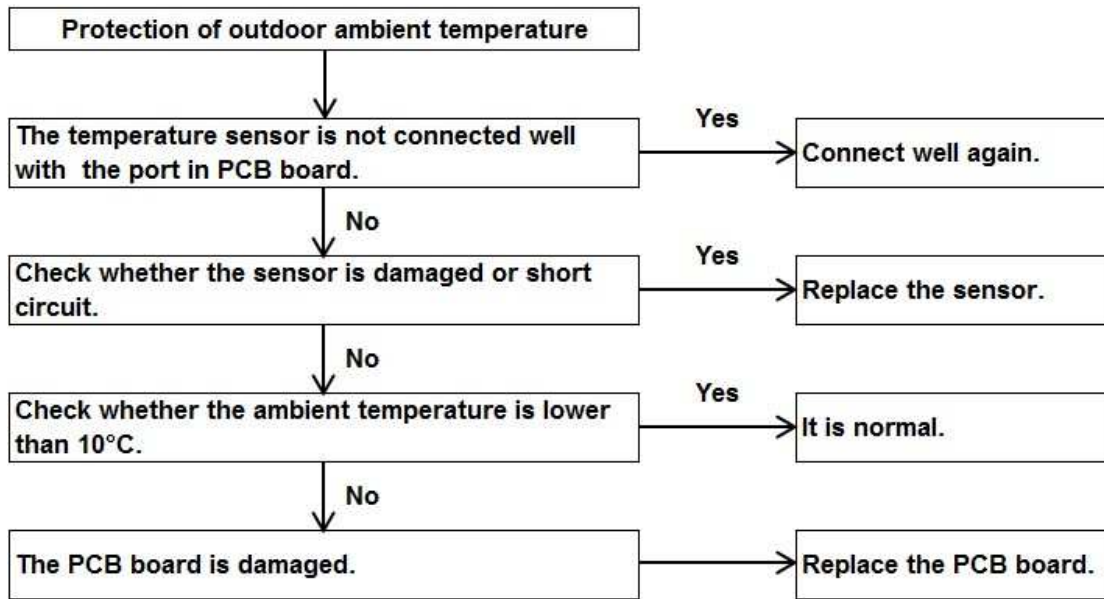 Protection of outdoor ambient temperature
Yes
The temperature sensor is not connected well
with the port in PCB board.
Connect well again.
No
Yes
Check whether the sensor is damaged or short
circuit.
Replace the sensor.
No
Yes
Check whether the ambient temperature is lower
than 10°C.
It is normal.
No
The PCB board is damaged.
Replace the PCB board.